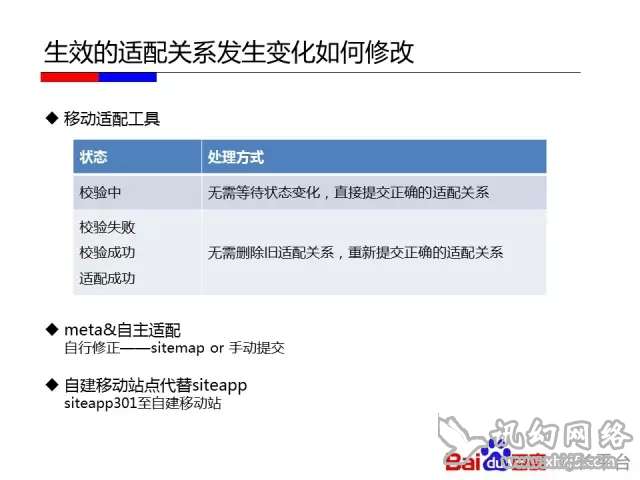 生效的适配关系发生变化如何修改
◆ 移动适配工具
状态 处理方式
校验中 无需等待状态变化，直接提交正确的适配关系
校验失败
校验成功 无需删除旧适配关系，重新提交正确的适配关系
适配成功
◆ meta&自主适配
自行修正——sitemap or 手动提交
◆ 自建移动站点代替siteapp
siteapp301至自建移动站
讯幻网络
Bai du 百度
平台